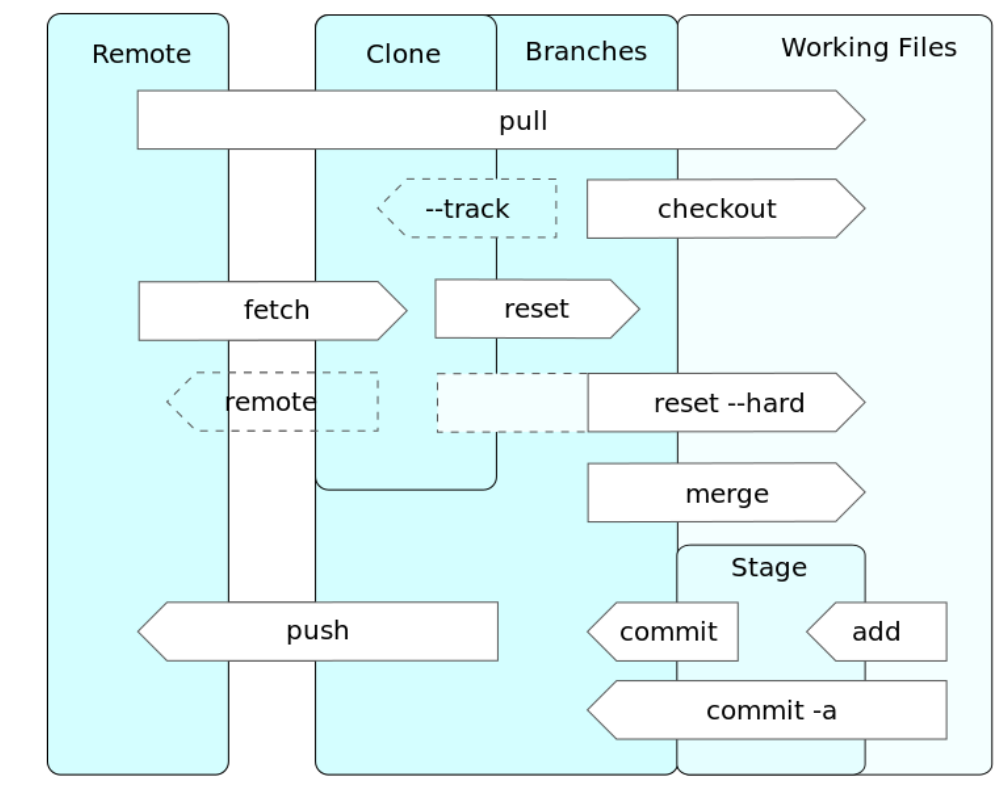 Remote
Clone
Branches
Working Files
pull
--track
checkout
fetch
reset
remote
reset --hard
merge
Stage
push
commit
add
commit -a